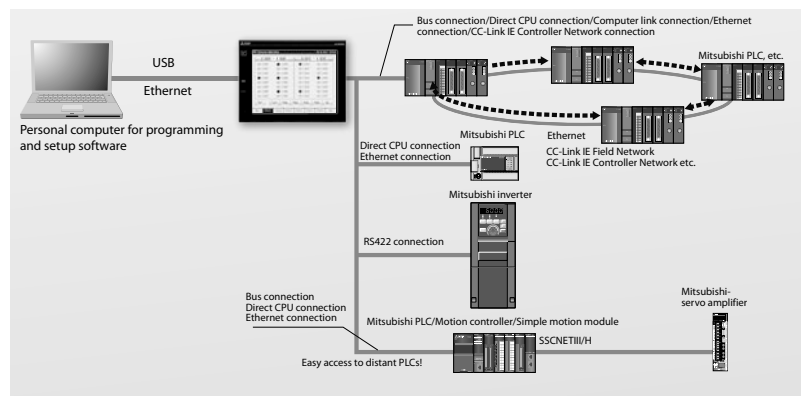 Bus connection/Direct CPU connection/Computer link connection/Ethernet
connection/CC-Link IE Controller Network connection
USB
Ethernet
Mitsubishi PLC, etc.
Personal computer for programming
and setup software
Ethernet
CC-Link IE Field Network
CC-Link IE Controller Network etc.
Mitsubishi PLC
Direct CPU connection
Ethernet connection
Mitsubishi inverter
RS422 connection
Bus connection
Direct CPU connection
Ethernet connection
Mitsubishi-
servo amplifier
Mitsubishi PLC/Motion controller/Simple motion module
SSCNETIII/H
Easy access to distant PLCs!